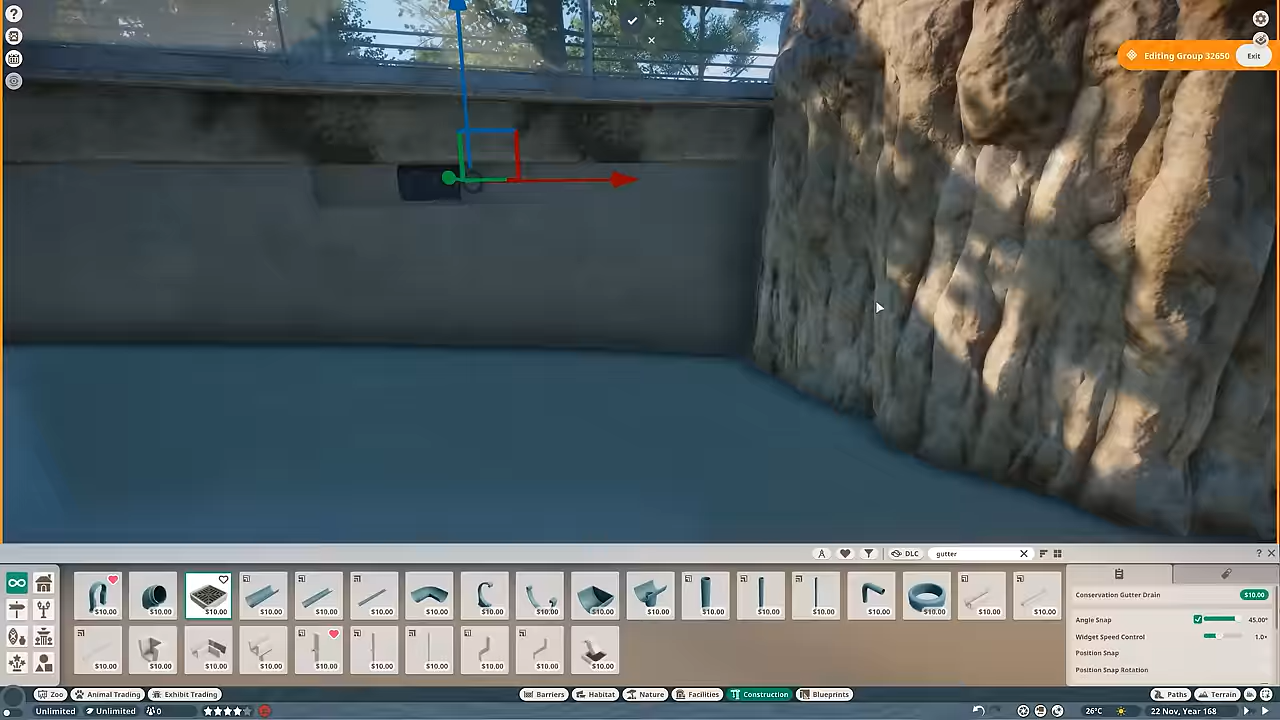 ?
Editing Group 32650
Exit
DLC
gutter
?
$10.00 $10.00 $10.00 $10.00 $10.00 $10.00 $10.00 $10.00 $10.00 $10.00 $10.00 $10.00 $10.00 $10.00 $10.00 $10.00 $10.00 $10.00
$10.00 $10.00 $10.00 $10.00 $10.00 $10.00 $10.00 $10.00 $10.00 $10.00
Conservation Gutter Drain $10.00
Angle Snap 45.00°
Widget Speed Control 1.0×
Position Snap
Position Snap Rotation
Zoo Animal Trading Exhibit Trading Barriers Habitat Nature Facilities Construction Blueprints Paths Terrain
Unlimited Unlimited 0 26°C 22 Nov, Year 168